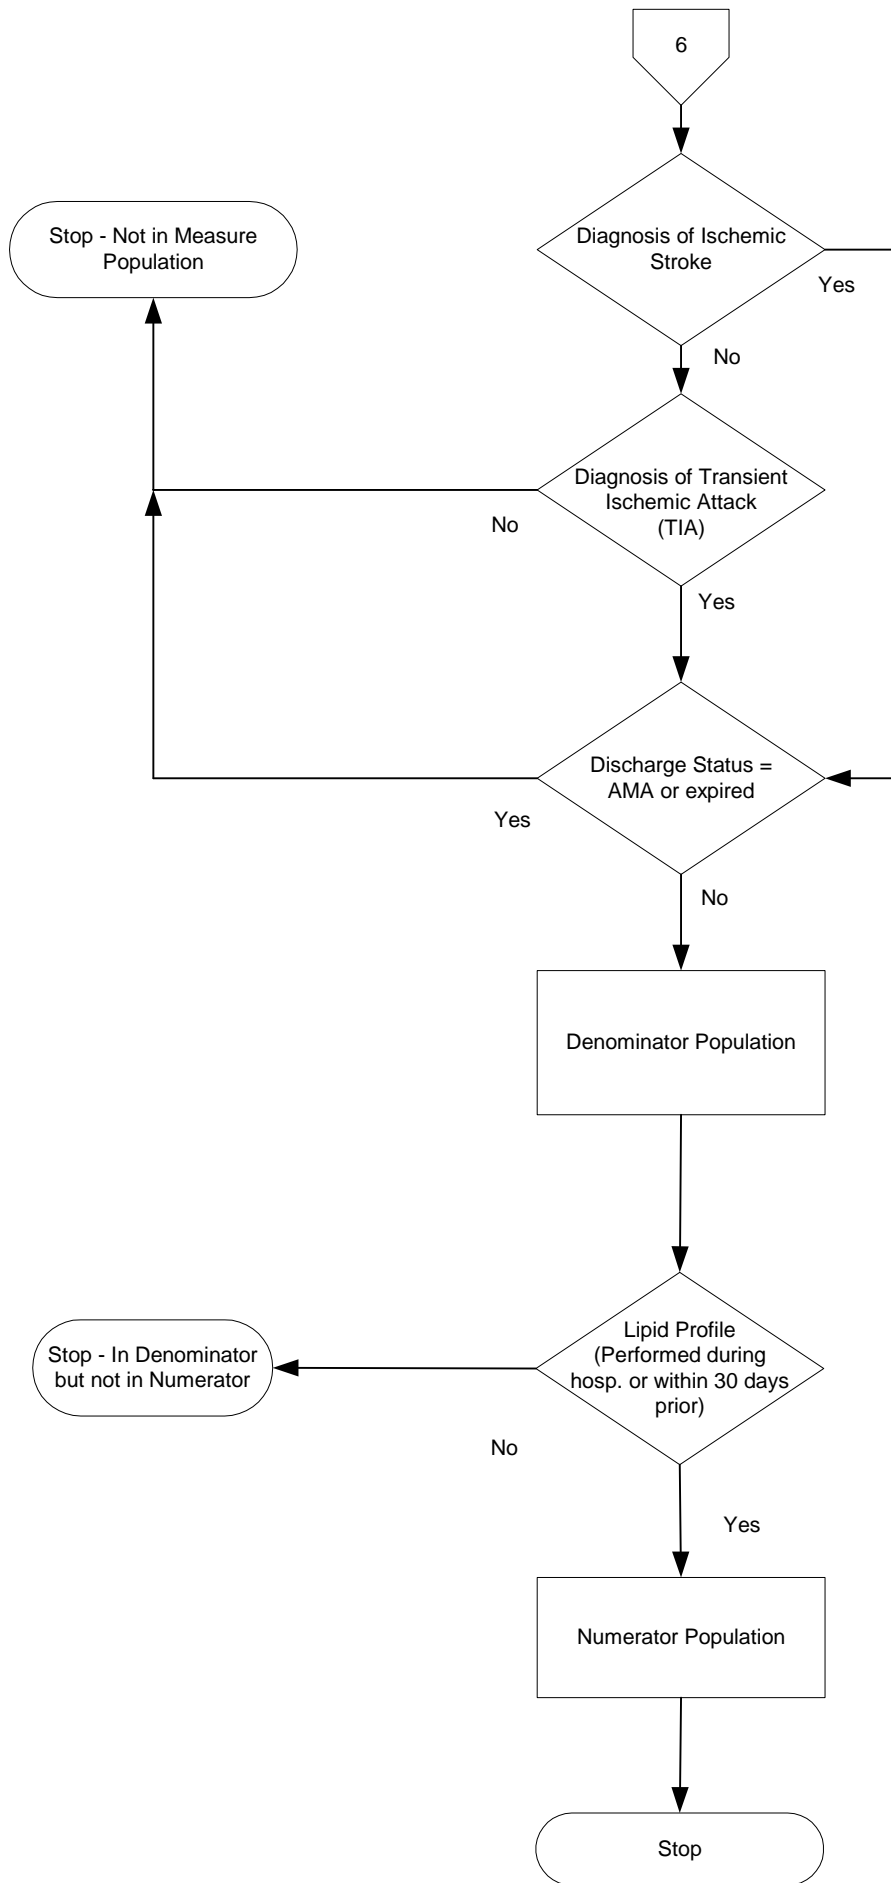 6
Diagnosis of Ischemic
Stroke
Yes
No
Stop - Not in Measure
Population
Diagnosis of Transient
Ischemic Attack
(TIA)
No
Yes
Discharge Status =
AMA or expired
Yes
No
Denominator Population
Lipid Profile
(Performed during
hosp. or within 30 days
prior)
Stop - In Denominator
but not in Numerator
No
Yes
Numerator Population
Stop